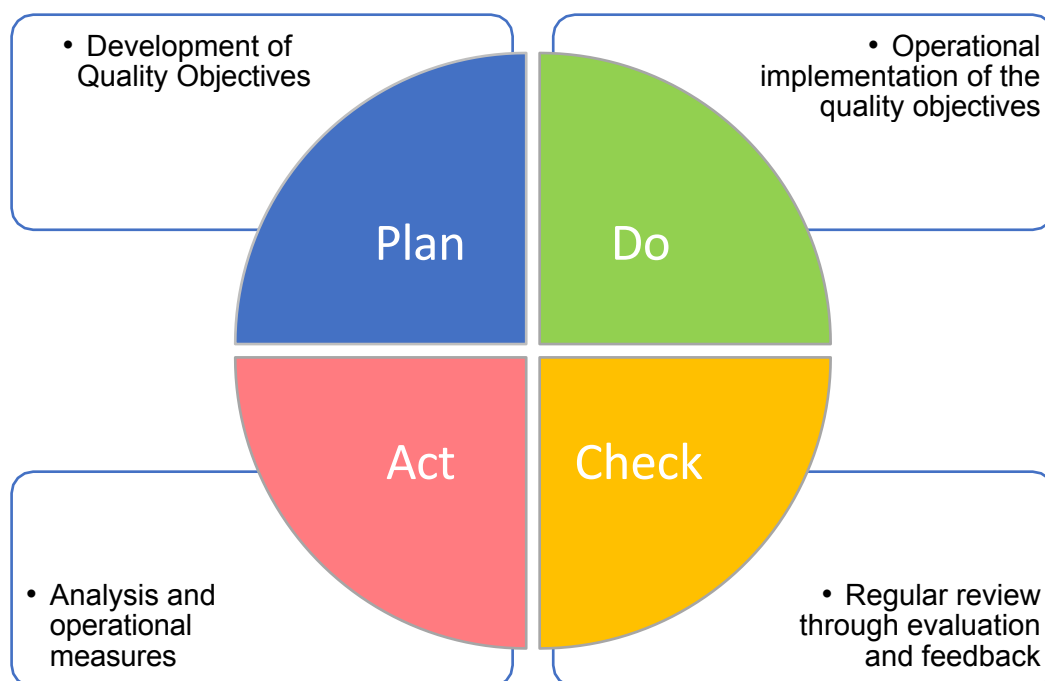 • Development of
Quality Objectives
• Operational
implementation of the
quality objectives
Plan
Do
Act
Check
• Analysis and
operational
measures
• Regular review
through evaluation
and feedback